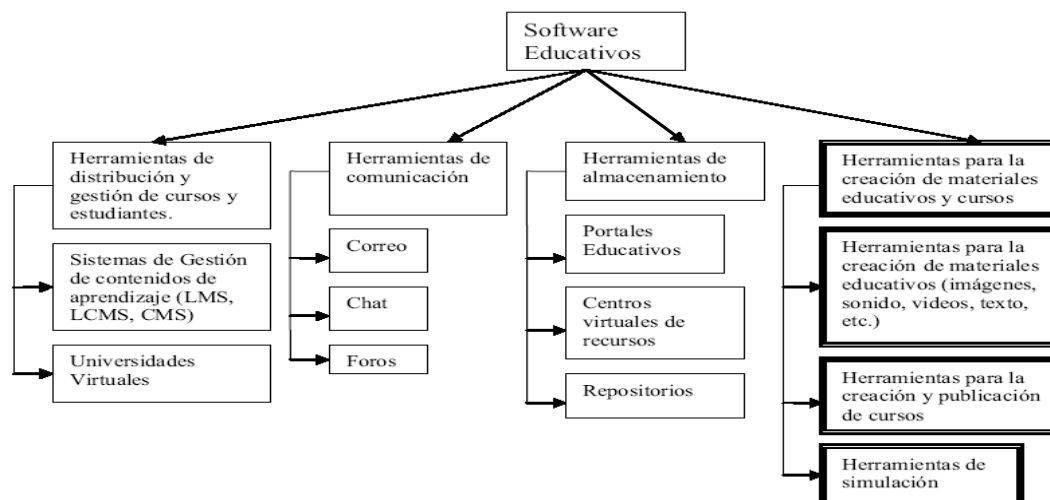 Software
Educativos
Herramientas de
distribución y
gestión de cursos y
estudiantes.
Sistemas de Gestión
de contenidos de
aprendizaje (LMS,
LCMS, CMS)
Universidades
Virtuales
Herramientas de
comunicación
Correo
Chat
Foros
Herramientas de
almacenamiento
Portales
Educativos
Centros
virtuales de
recursos
Repositorios
Herramientas para la
creación de materiales
educativos y cursos
Herramientas para la
creación de materiales
educativos (imágenes,
sonido, videos, texto,
etc.)
Herramientas para la
creación y publicación
de cursos
Herramientas de
simulación